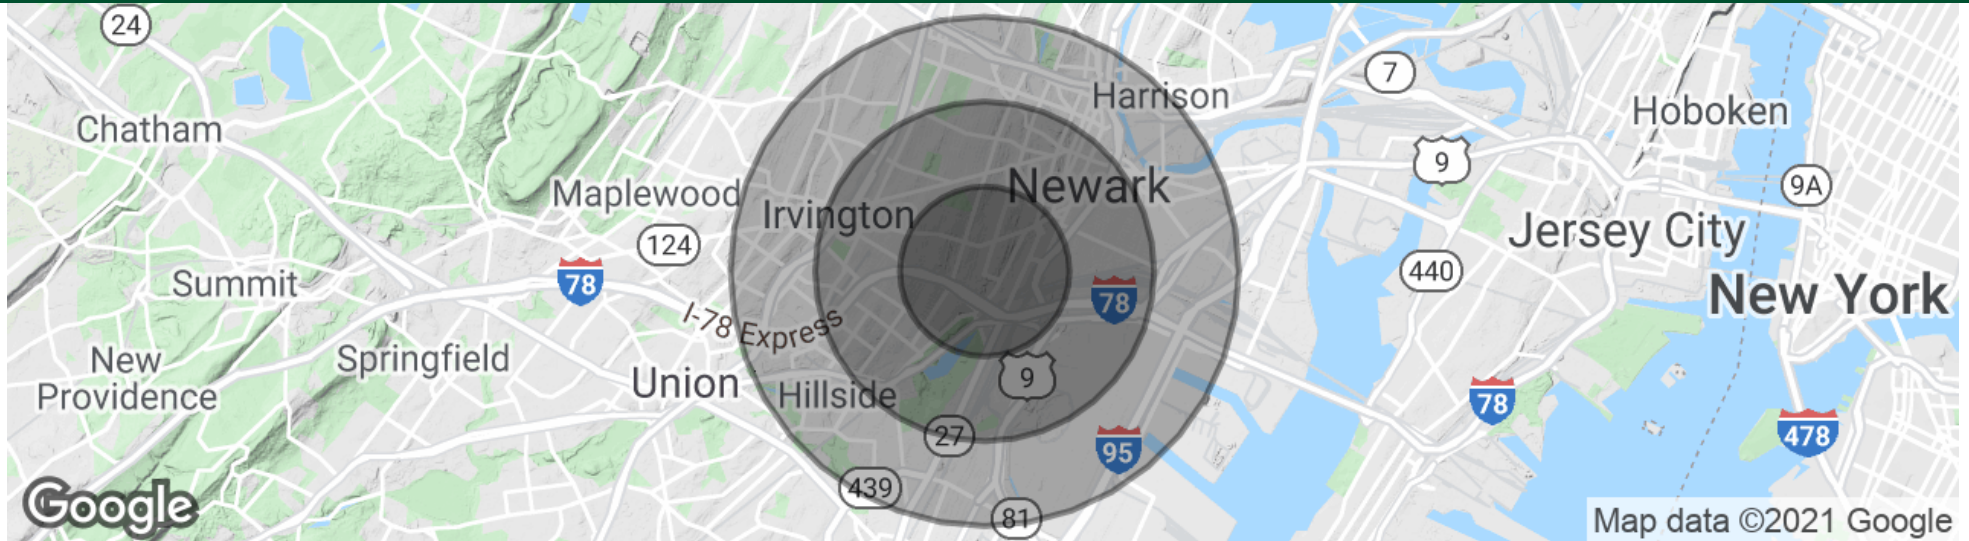 24
7
Harrison
Hoboken
Chatham
9
Newark
9A
Maplewood
Irvington
Jersey City
124
440
Summit
78
78
New York
I-78 Express
New
Providence
Springfield
Union
9
Hillside
78
27
478
95
439
Google
81
Map data ©2021 Google